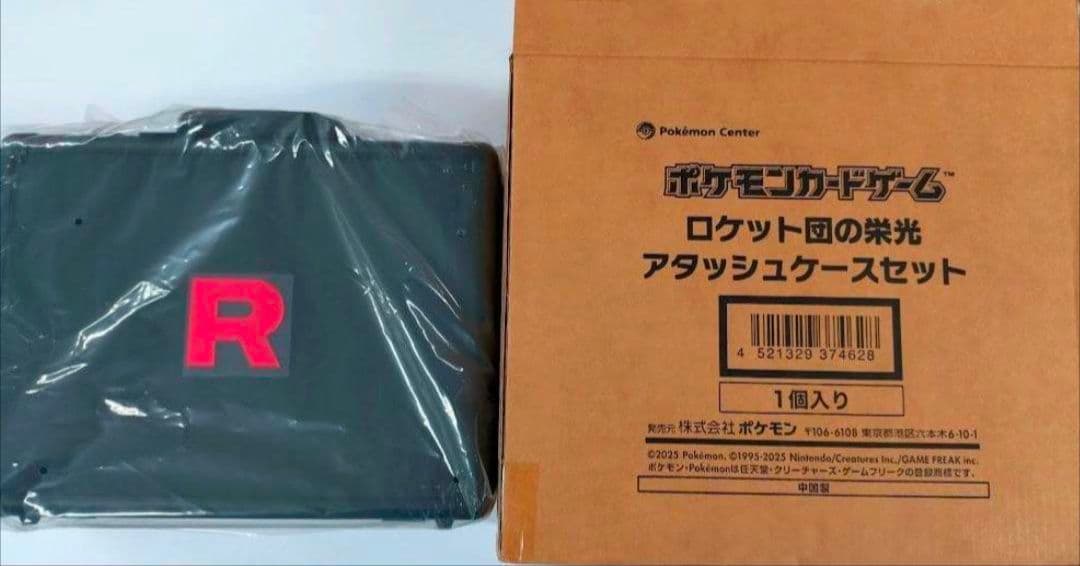 R
Pokémon Center
ポケモンカードゲーム™
ロケット団の栄光
アタッシュケースセット
4 521329 374628
1個入り
発売元 株式会社 ポケモン 〒106-6108 東京都港区六本木6-10-1
©2025 Pokémon. ©1995-2025 Nintendo/Creatures Inc./GAME FREAK inc.
ポケモン・Pokémonは任天堂・クリーチャーズ・ゲームフリークの登録商標です。
中国製